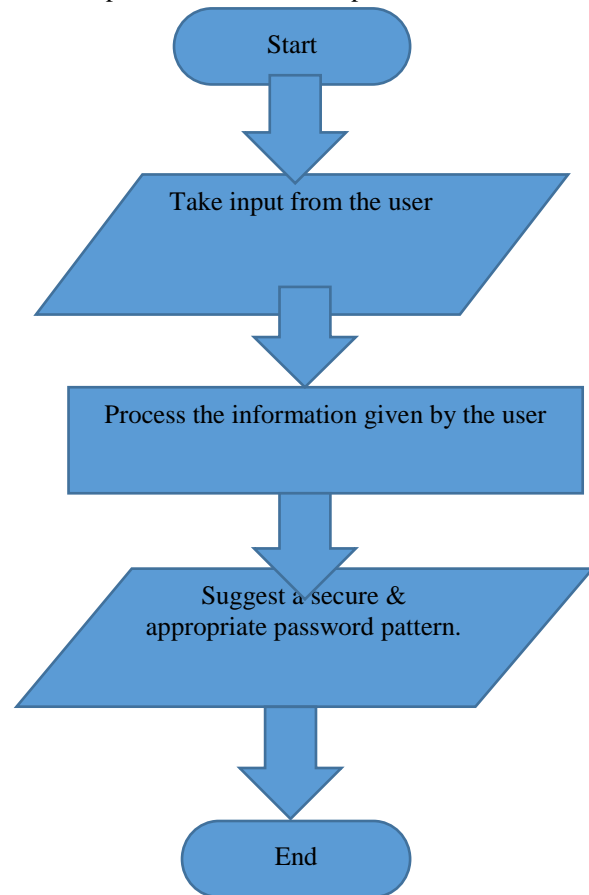 Start
Take input from the user
Process the information given by the user
Suggest a secure &
appropriate password pattern.
End